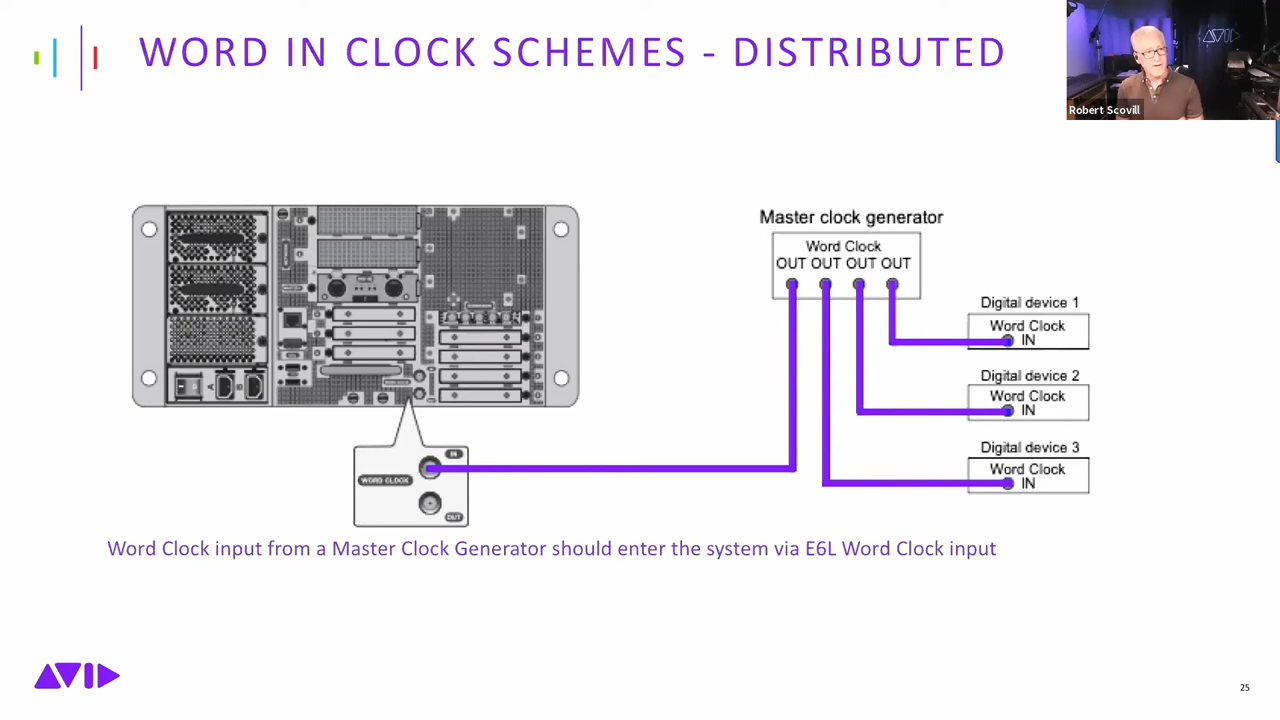 WORD IN CLOCK SCHEMES - DISTRIBUTED
AVID
Robert Scovill
Master clock generator
Word Clock
OUT OUT OUT OUT
Digital device 1
Word Clock
IN
Digital device 2
Word Clock
IN
Digital device 3
Word Clock
IN
A
B
IN
WORD CLOCK
OUT
Word Clock input from a Master Clock Generator should enter the system via E6L Word Clock input
AVID
25